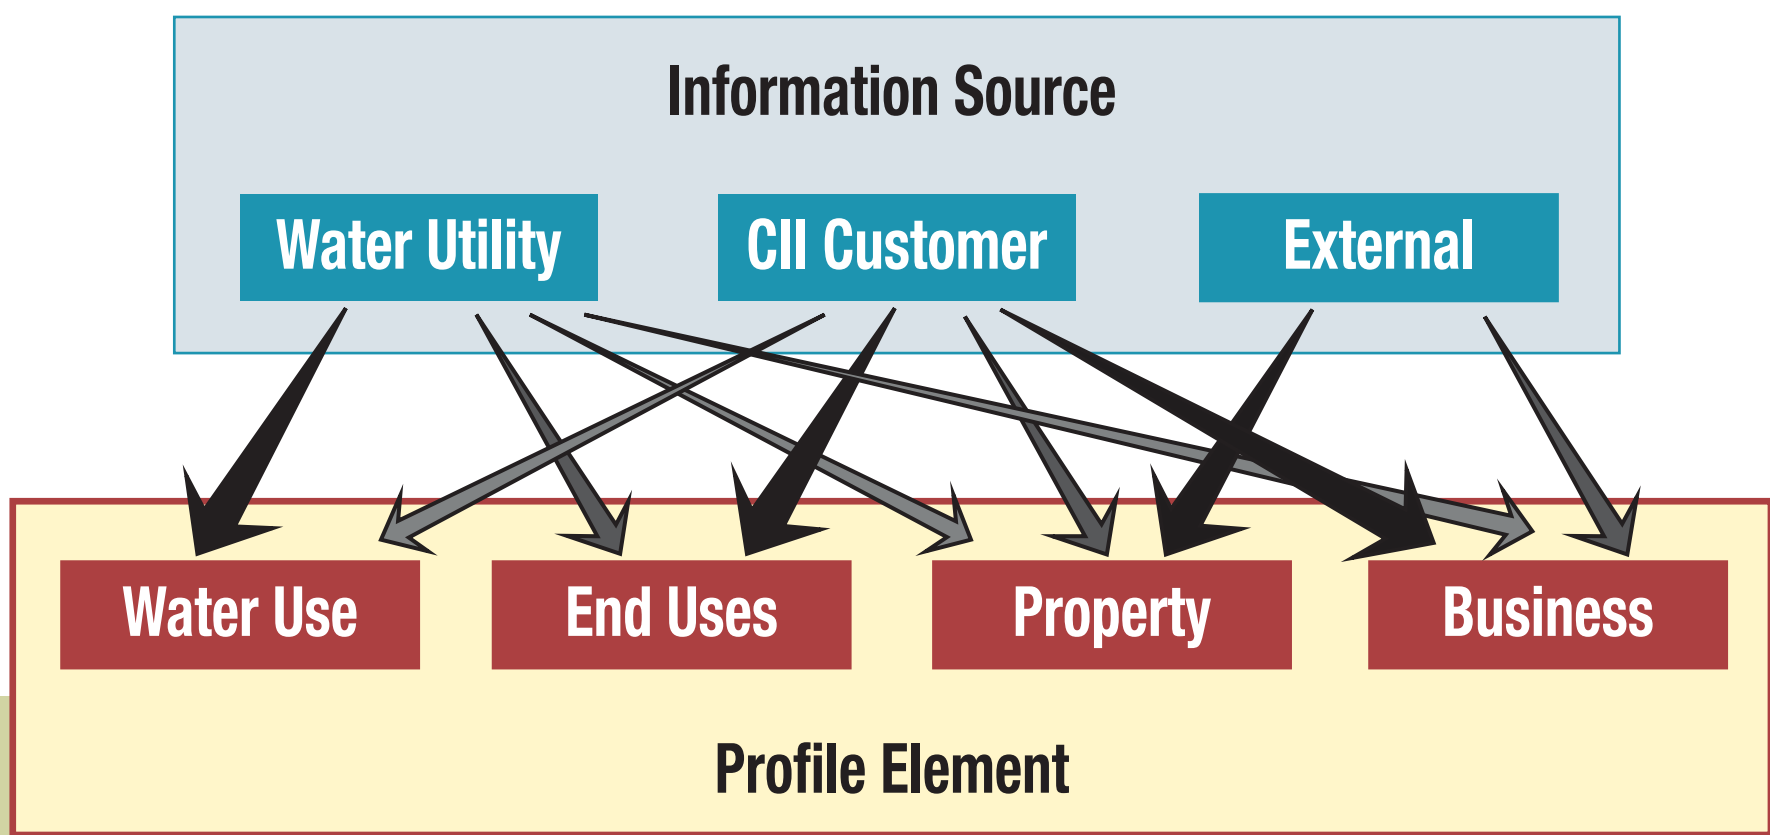 Information Source
Water Utility
CII Customer
External
Water Use
End Uses
Property
Business
Profile Element